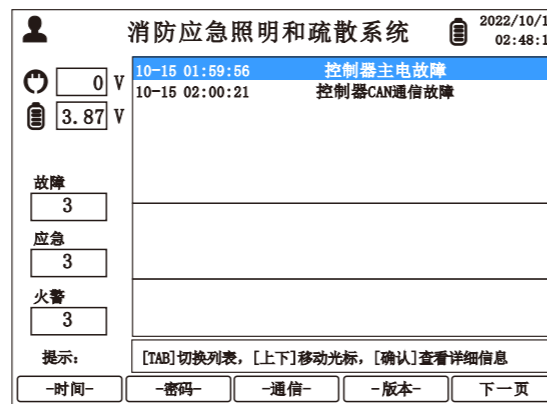 消防应急照明和疏散系统
2022/10/1
02:48:1
0 V
3.87 V
10-15 01:59:56 控制器主电故障
10-15 02:00:21 控制器CAN通信故障
故障
3
应急
3
火警
3
提示: [TAB]切换列表, [上下]移动光标, [确认]查看详细信息
-时间- -密码- -通信- -版本- 下一页